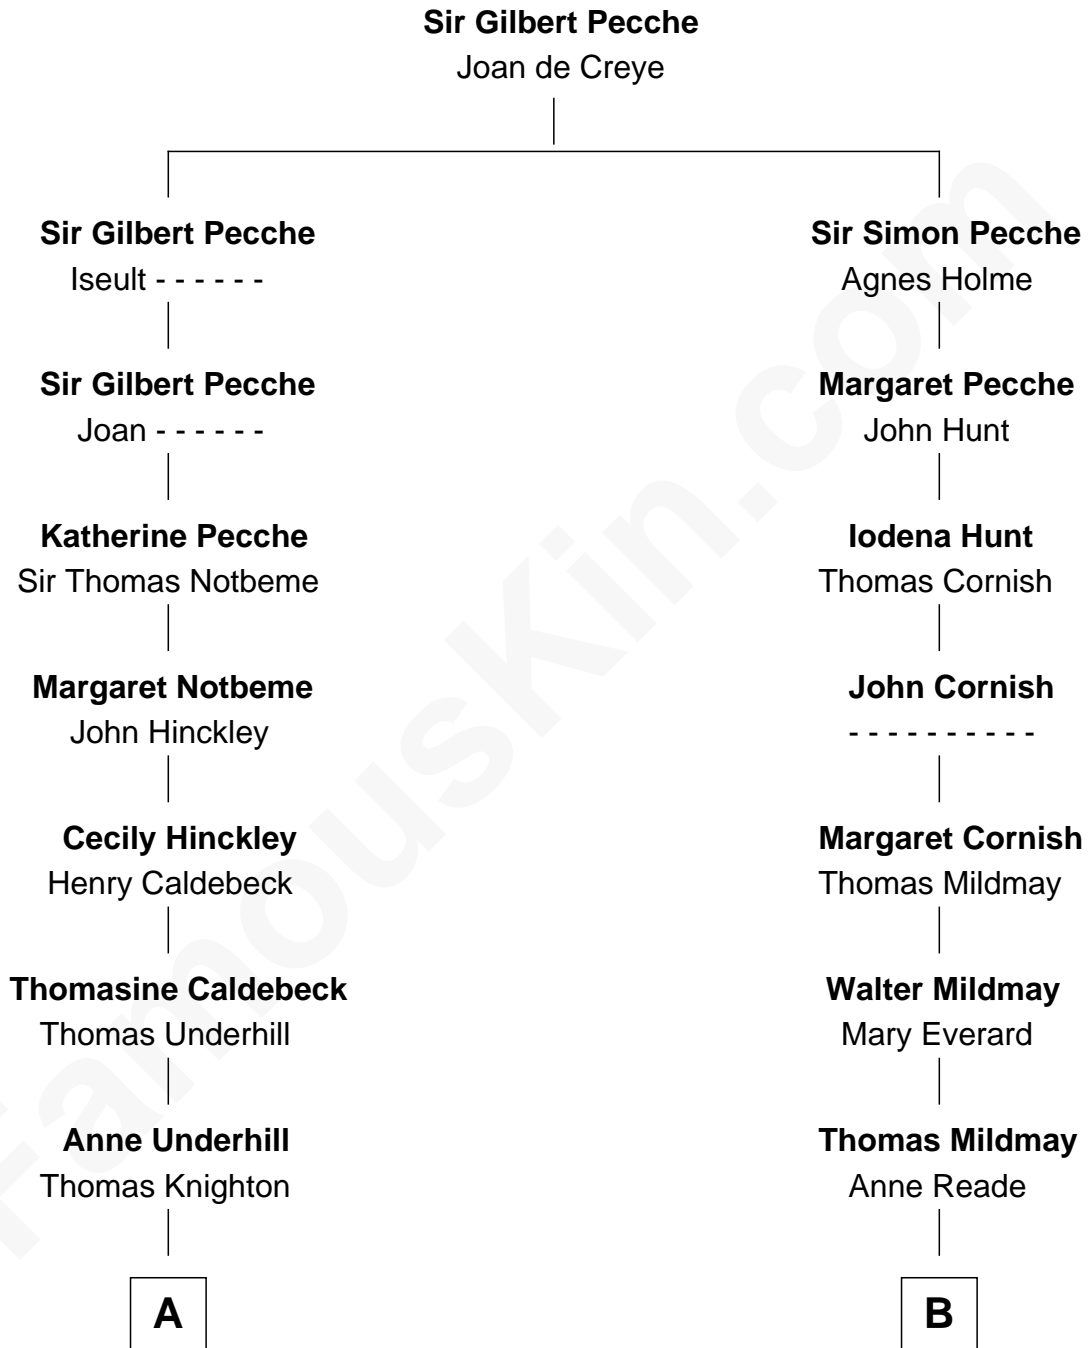 Sir Gilbert Pecche
Joan de Creye
Sir Gilbert Pecche
Iseult - - - - - -
Sir Gilbert Pecche
Joan - - - - - -
Katherine Pecche
Sir Thomas Notbeme
Margaret Notbeme
John Hinckley
Cecily Hinckley
Henry Caldebeck
Thomasine Caldebeck
Thomas Underhill
Anne Underhill
Thomas Knighton
A
Sir Simon Pecche
Agnes Holme
Margaret Pecche
John Hunt
Iodena Hunt
Thomas Cornish
John Cornish
- - - - - - - - - -
Margaret Cornish
Thomas Mildmay
Walter Mildmay
Mary Everard
Thomas Mildmay
Anne Reade
B
FamousKin.com